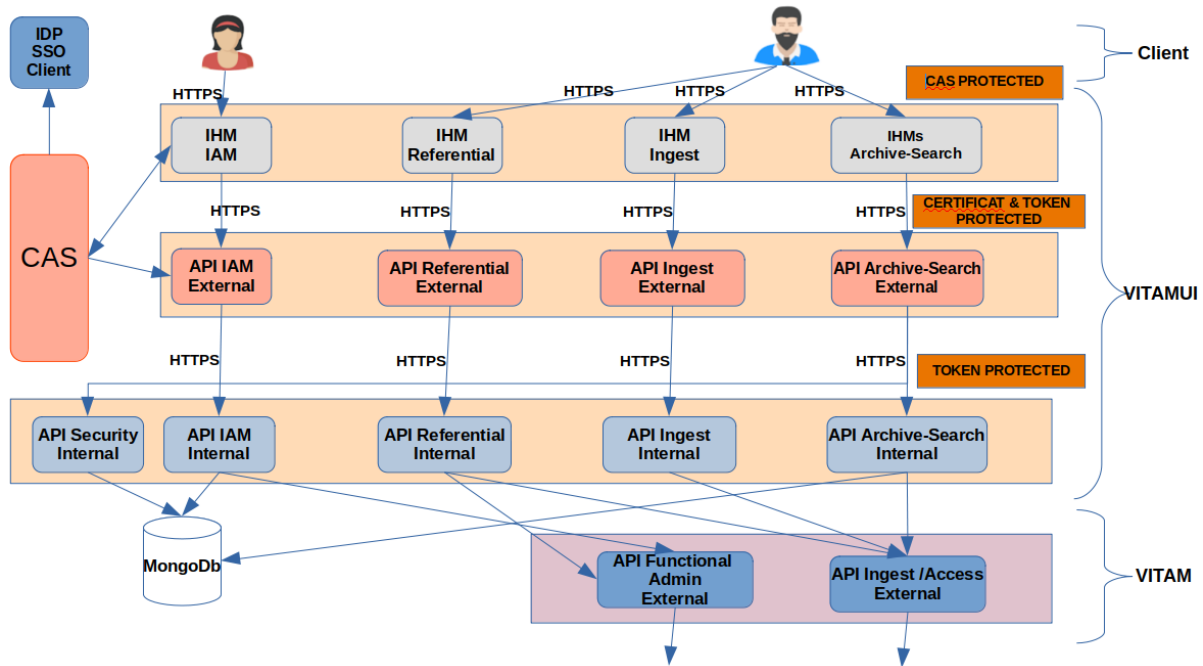 IDP
SSO
Client
Client
CAS PROTECTED
HTTPS
HTTPS
HTTPS
HTTPS
IHM
IAM
IHM
Referential
IHM
Ingest
IHMs
Archive-Search
CERTIFICAT & TOKEN
PROTECTED
HTTPS
HTTPS
HTTPS
HTTPS
CAS
API IAM
External
API Referential
External
API Ingest
External
API Archive-Search
External
VITAMUI
HTTPS
HTTPS
HTTPS
HTTPS
TOKEN PROTECTED
API Security
Internal
API IAM
Internal
API Referential
Internal
API Ingest
Internal
API Archive-Search
Internal
MongoDb
API Functional
Admin
External
API Ingest /Access
External
VITAM